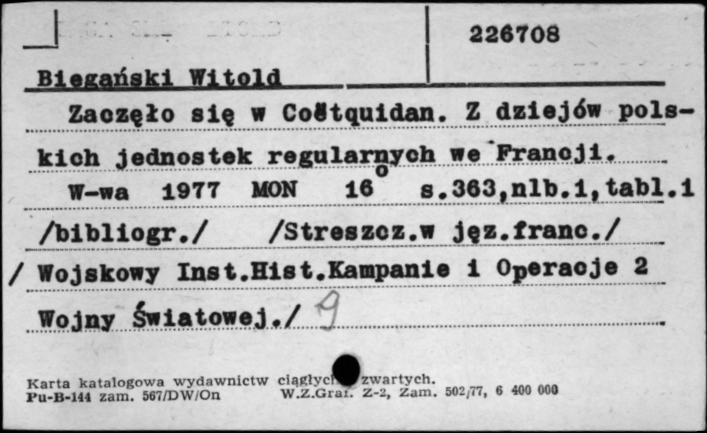 226708
Biegański Witold
Zaczęło się w Coëtquidan. Z dziejów pols-
kich jednostek regularnych we Francji.
W-wa 1977 MON 16° s.363,nlb.1,tabl.1
/bibliogr./ /Streszcz.w jęz.franc./
/ Wojskowy Inst.Hist.Kampanie i Operacje 2
Wojny Światowej./ 9
Karta katalogowa wydawnictw zwartych.
Pu-B-144 zam. 567/DW/On W.Z.Graf. Z-2, Zam. 502/77, 6 400 000